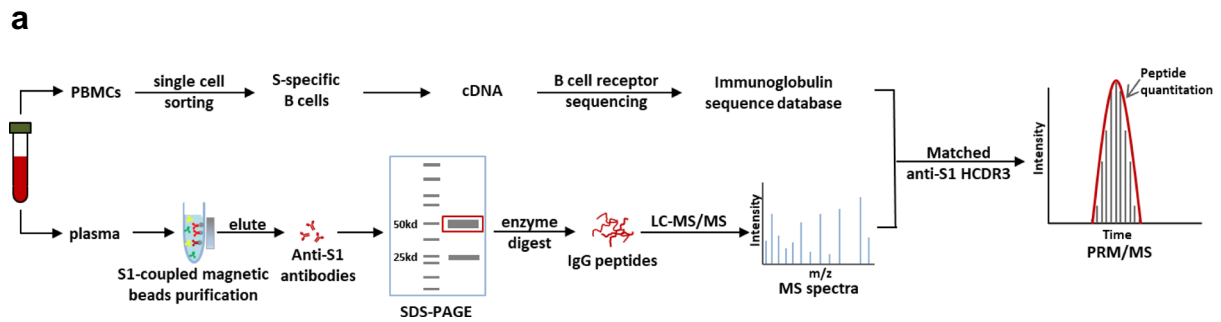 a
PBMCs
single cell
sorting
S-specific
B cells
cDNA
B cell receptor
sequencing
Immunoglobulin
sequence database
plasma
S1-coupled magnetic
beads purification
elute
Anti-S1
antibodies
50kd
25kd
SDS-PAGE
enzyme
digest
IgG peptides
LC-MS/MS
Intensity
m/z
MS spectra
Matched
anti-S1 HCDR3
Peptide
quantitation
Intensity
Time
PRM/MS